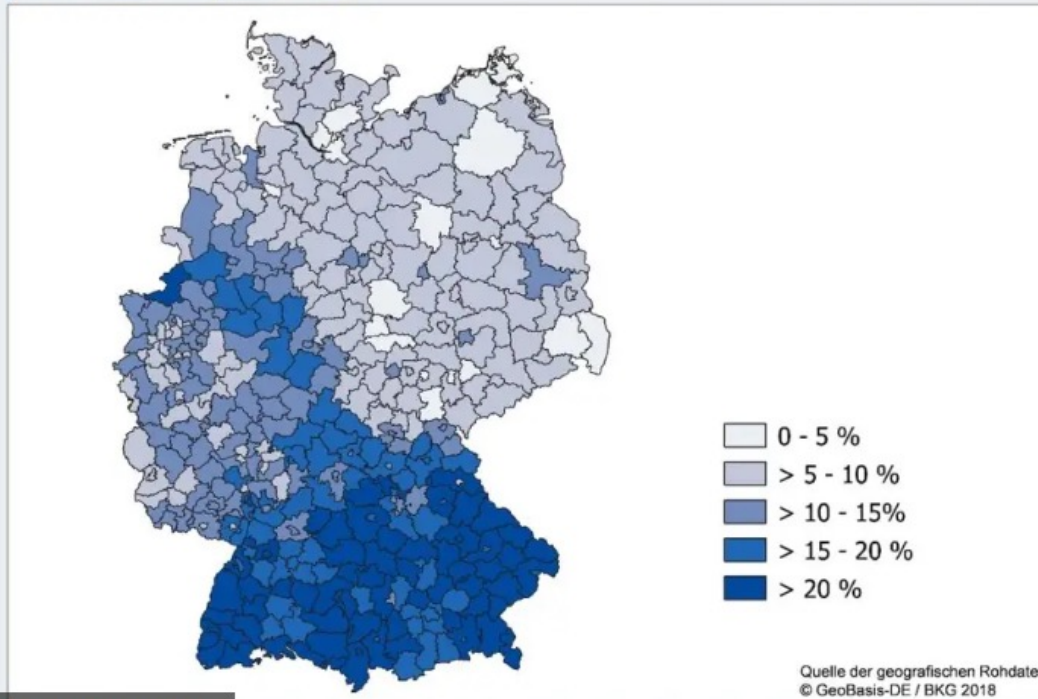 0 - 5 %
> 5 - 10 %
> 10 - 15%
> 15 - 20 %
> 20 %
Quelle der geografischen Rohdate
© GeoBasis-DE / BKG 2018